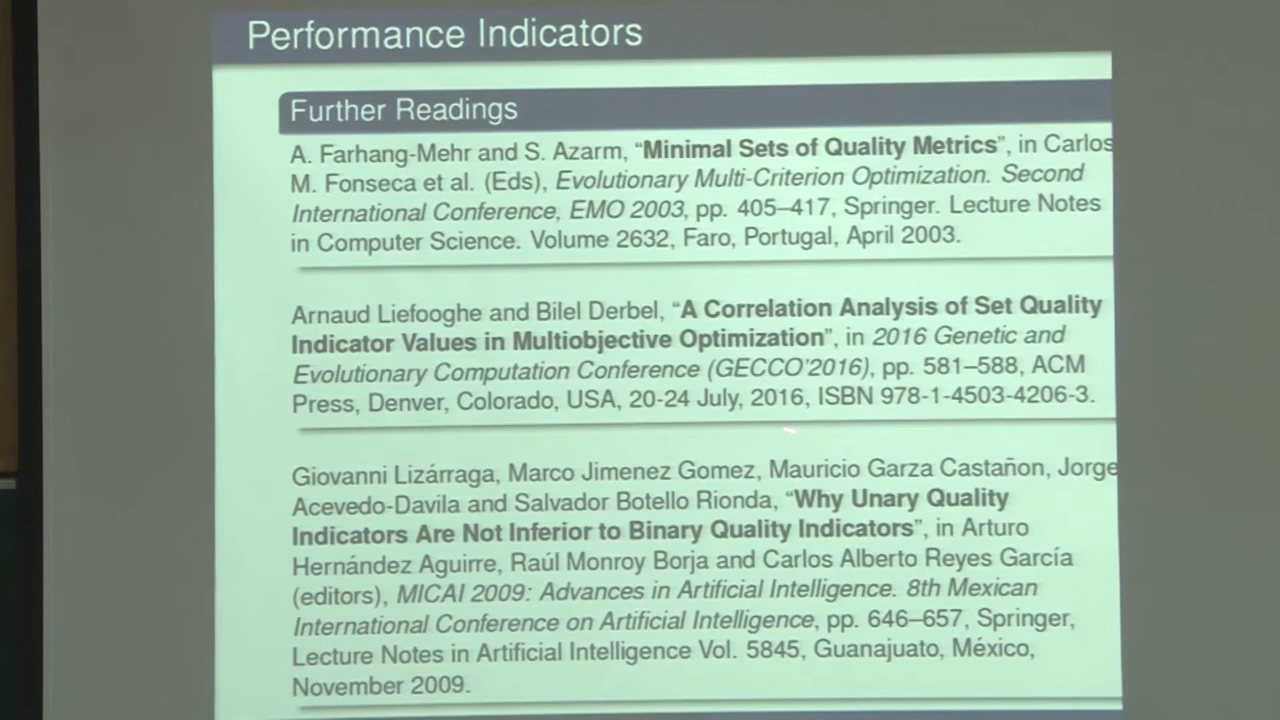 Performance Indicators
Further Readings
A. Farhang-Mehr and S. Azarm, “Minimal Sets of Quality Metrics”, in Carlos
M. Fonseca et al. (Eds), Evolutionary Multi-Criterion Optimization. Second
International Conference, EMO 2003, pp. 405–417, Springer. Lecture Notes
in Computer Science. Volume 2632, Faro, Portugal, April 2003.
Arnaud Liefooghe and Bilel Derbel, “A Correlation Analysis of Set Quality
Indicator Values in Multiobjective Optimization”, in 2016 Genetic and
Evolutionary Computation Conference (GECCO’2016), pp. 581–588, ACM
Press, Denver, Colorado, USA, 20-24 July, 2016, ISBN 978-1-4503-4206-3.
Giovanni Lizárraga, Marco Jimenez Gomez, Mauricio Garza Castañon, Jorge
Acevedo-Davila and Salvador Botello Rionda, “Why Unary Quality
Indicators Are Not Inferior to Binary Quality Indicators”, in Arturo
Hernández Aguirre, Raúl Monroy Borja and Carlos Alberto Reyes García
(editors), MICAI 2009: Advances in Artificial Intelligence. 8th Mexican
International Conference on Artificial Intelligence, pp. 646–657, Springer,
Lecture Notes in Artificial Intelligence Vol. 5845, Guanajuato, México,
November 2009.